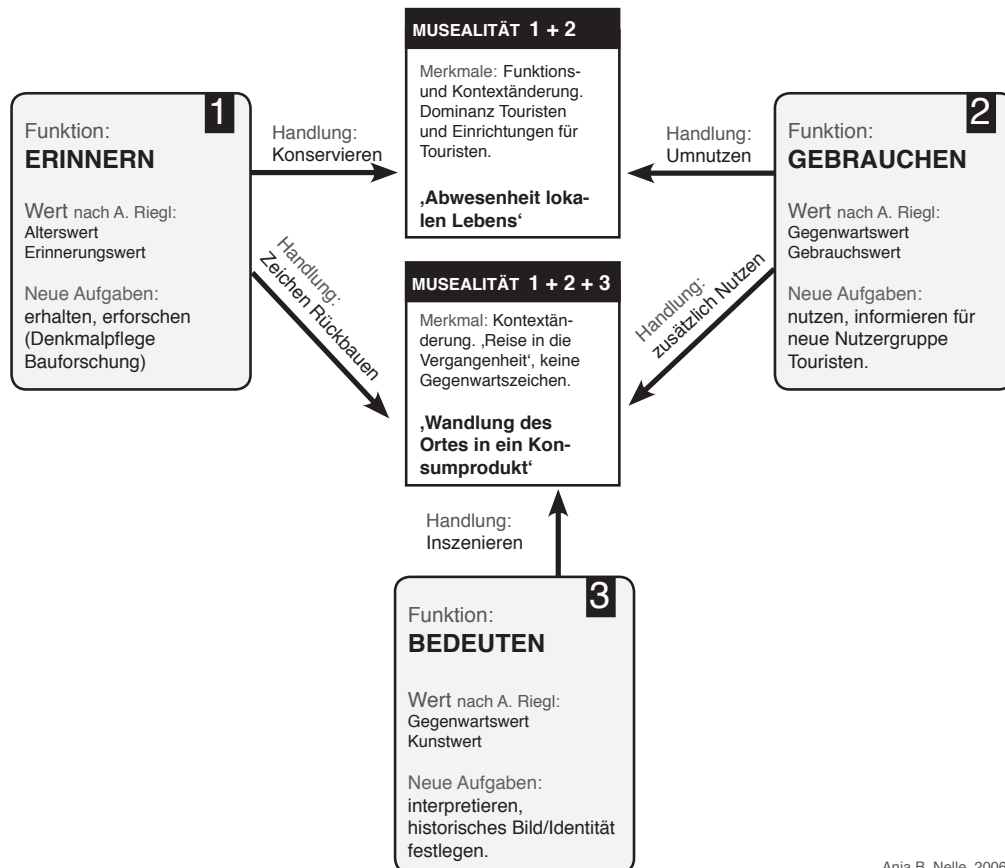 MUSEALITÄT 1 + 2
Merkmale: Funktions-
und Kontextänderung.
Dominanz Touristen
und Einrichtungen für
Touristen.
‚Abwesenheit loka-
len Lebens‘
1
Funktion:
ERINNERN
Wert nach A. Riegl:
Alterswert
Erinnerungswert
Neue Aufgaben:
erhalten, erforschen
(Denkmalpflege
Bauforschung)
Handlung:
Konservieren
Handlung:
Umnutzen
2
Funktion:
GEBRAUCHEN
Wert nach A. Riegl:
Gegenwartswert
Gebrauchswert
Neue Aufgaben:
nutzen, informieren für
neue Nutzergruppe
Touristen.
Handlung:
Zeichen Rückbauen
Handlung:
zusätzlich Nutzen
MUSEALITÄT 1 + 2 + 3
Merkmal: Kontextän-
derung. ‚Reise in die
Vergangenheit‘, keine
Gegenwartszeichen.
‚Wandlung des
Ortes in ein Kon-
sumprodukt‘
Handlung:
Inszenieren
3
Funktion:
BEDEUTEN
Wert nach A. Riegl:
Gegenwartswert
Kunstwert
Neue Aufgaben:
interpretieren,
historisches Bild/Identität
festlegen.
Anja B. Nelle, 2006